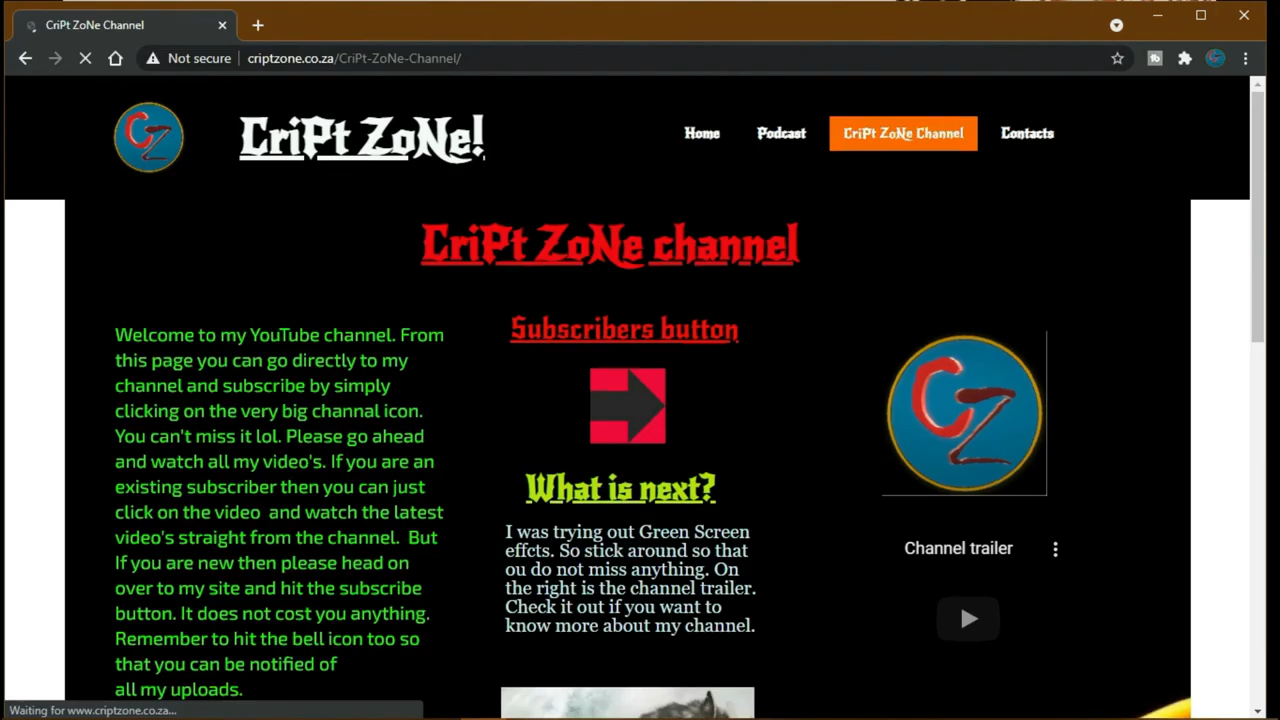 CriPt ZoNe Channel
Not secure
criptzone.co.za/CriPt-ZoNe-Channel/
CZ
CriPt ZoNe!
Home
Podcast
CriPt ZoNe Channel
Contacts
CriPt ZoNe channel
Welcome to my YouTube channel. From
this page you can go directly to my
channel and subscribe by simply
clicking on the very big channal icon.
You can't miss it lol. Please go ahead
and watch all my video's. If you are an
existing subscriber then you can just
click on the video and watch the latest
video's straight from the channel. But
If you are new then please head on
over to my site and hit the subscribe
button. It does not cost you anything.
Remember to hit the bell icon too so
that you can be notified of
all my uploads.
Subscribers button
What is next?
I was trying out Green Screen
effcts. So stick around so that
ou do not miss anything. On
the right is the channel trailer.
Check it out if you want to
know more about my channel.
CZ
Channel trailer
Waiting for www.criptzone.co.za...